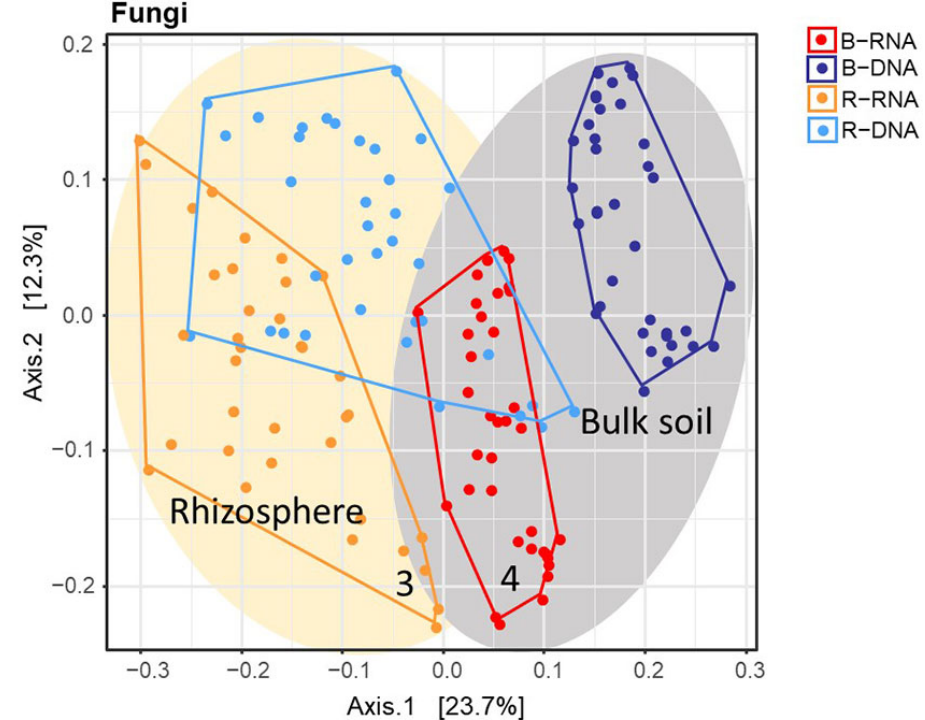 Fungi
B−RNA
B−DNA
R−RNA
R−DNA
0.2
0.1
0.0
−0.1
−0.2
Axis.2 [12.3%]
Bulk soil
Rhizosphere
3
4
−0.3
−0.2
−0.1
0.0
0.1
0.2
0.3
Axis.1 [23.7%]